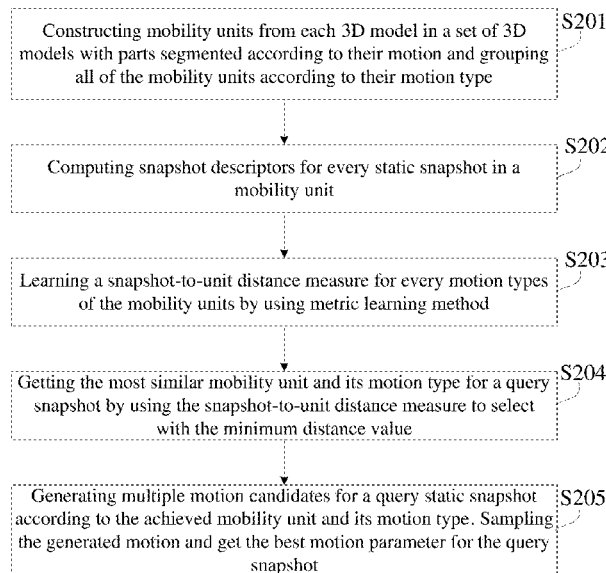 S201
Constructing mobility units from each 3D model in a set of 3D
models with parts segmented according to their motion and grouping
all of the mobility units according to their motion type
S202
Computing snapshot descriptors for every static snapshot in a
mobility unit
S203
Learning a snapshot-to-unit distance measure for every motion types
of the mobility units by using metric learning method
S204
Getting the most similar mobility unit and its motion type for a query
snapshot by using the snapshot-to-unit distance measure to select
with the minimum distance value
S205
Generating multiple motion candidates for a query static snapshot
according to the achieved mobility unit and its motion type. Sampling
the generated motion and get the best motion parameter for the query
snapshot